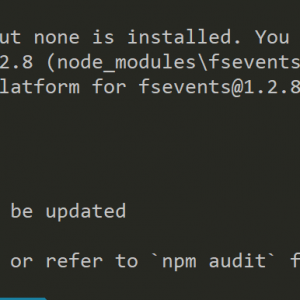 ut none is installed. You
2.8 (node_modules\fsevents
latform for fsevents@1.2.8
be updated
or refer to `npm audit` f